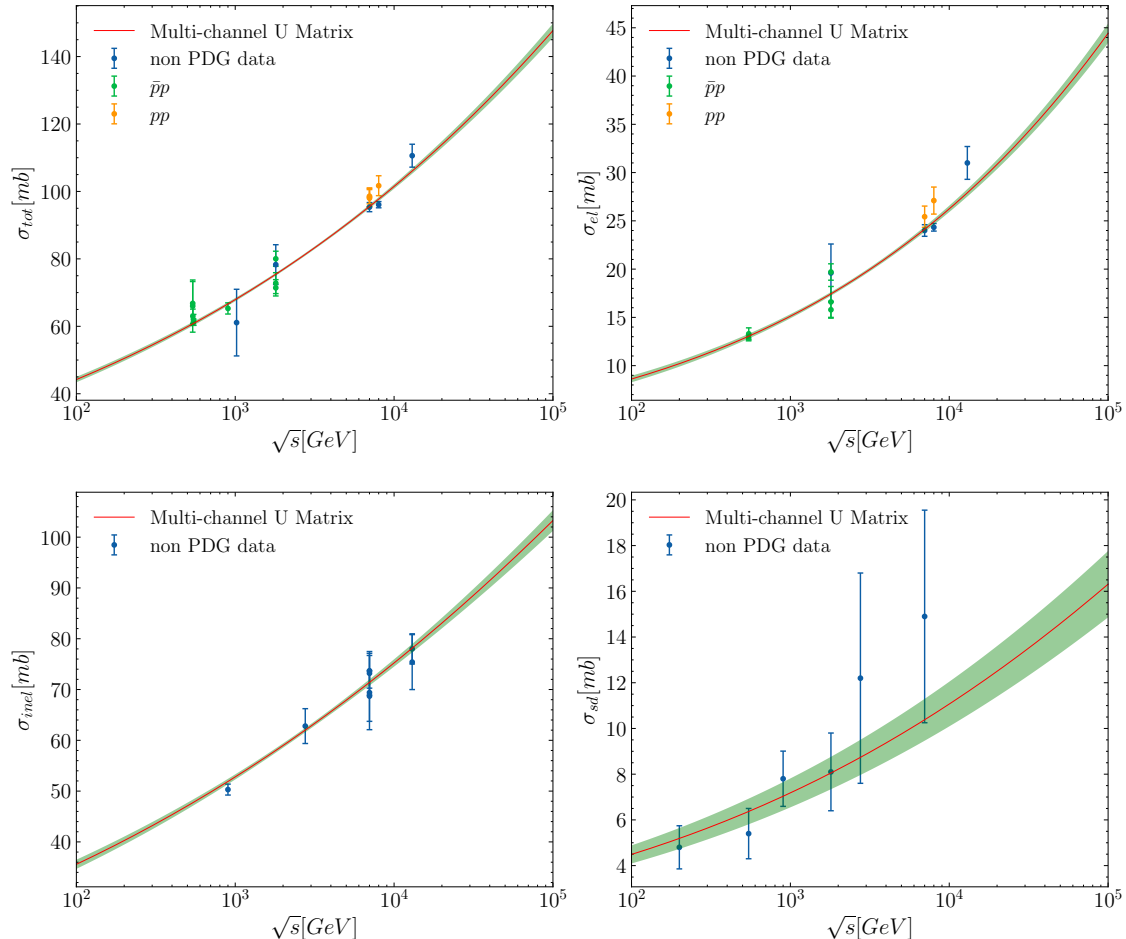 Multi-channel U Matrix
non PDG data
p̄p
pp
σ_tot[mb]
140
120
100
80
60
40
10² 10³ 10⁴ 10⁵
√s[GeV]
Multi-channel U Matrix
non PDG data
p̄p
pp
σ_el[mb]
45
40
35
30
25
20
15
10
10² 10³ 10⁴ 10⁵
√s[GeV]
Multi-channel U Matrix
non PDG data
σ_inel[mb]
100
90
80
70
60
50
40
10² 10³ 10⁴ 10⁵
√s[GeV]
Multi-channel U Matrix
non PDG data
σ_sd[mb]
20
18
16
14
12
10
8
6
4
10² 10³ 10⁴ 10⁵
√s[GeV]